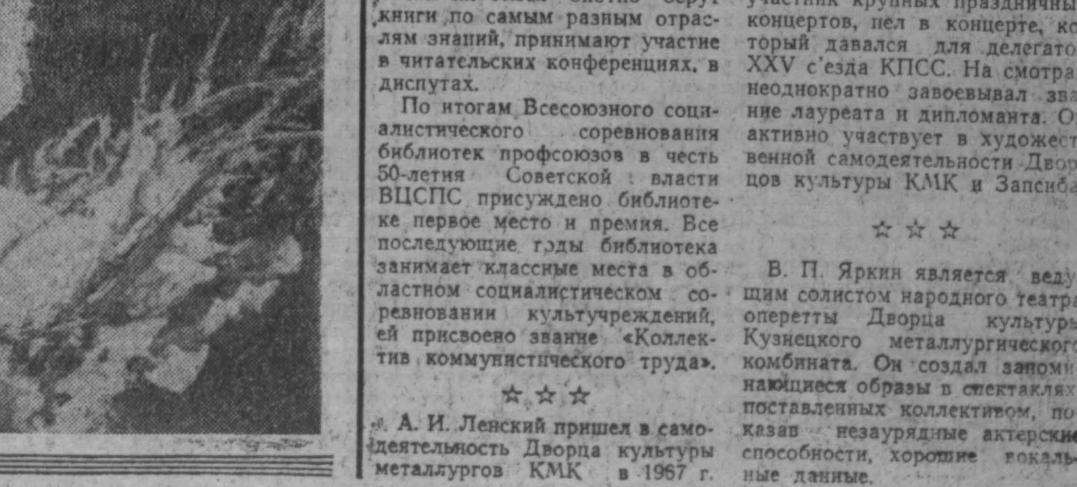 книги по самым разным отрас-
лям знаний, принимают участие
в читательских конференциях, в
диспутах.
По итогам Всесоюзного соци-
алистического соревнования
библиотек профсоюзов в честь
50-летия Советской власти
ВЦСПС присуждено библиоте-
ке первое место и премия. Все
последующие годы библиотека
занимает классные места в об-
ластном социалистическом со-
ревновании культучреждений,
ей присвоено звание «Коллек-
тив коммунистического труда».
☆ ☆ ☆
А. И. Ленский пришел в само-
деятельность Дворца культуры
металлургов КМК в 1967 г.
участник крупных праздничны
концертов, пел в концерте, ко
торый давался для делегато
XXV с'езда КПСС. На смотра
неоднократно завоевывал зва
ние лауреата и дипломанта. О
активно участвует в художест
венной самодеятельности Двор
цов культуры КМК и Запсиба
☆ ☆ ☆
В. П. Яркин является веду
щим солистом народного театра
оперетты Дворца культуры
Кузнецкого металлургического
комбината. Он создал запоми
нающиеся образы в спектаклях
поставленных коллективом, по
казав незаурядные актерские
способности, хорошие вокаль-
ные данные.